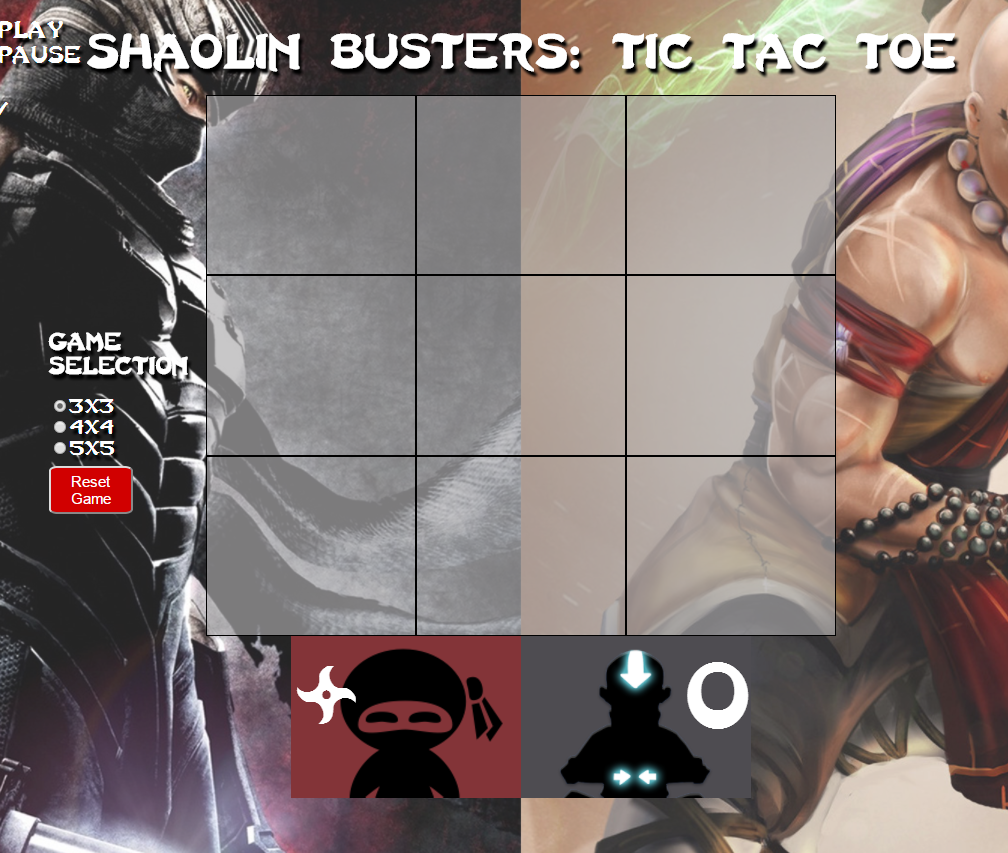 PLAY
PAUSE
SHAOLIN BUSTERS: TIC TAC TOE
GAME
SELECTION
3X3
4X4
5X5
Reset
Game
O